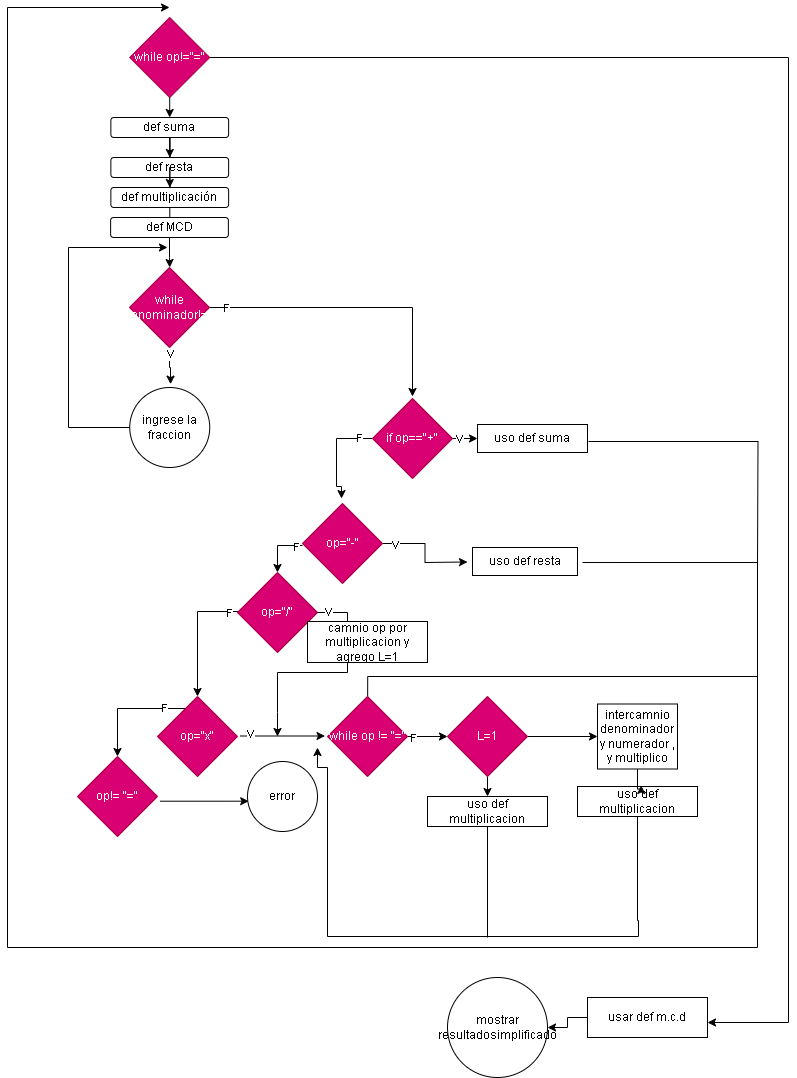 while op!="="
def suma
def resta
def multiplicación
def MCD
while
enominador!=
F
V
ingrese la
fraccion
if op=="+"
F
V
uso def suma
op="-"
F
V
uso def resta
op="/"
F
V
camnio op por
multiplicacion y
agrego L=1
op="x"
F
V
while op != "="
F
L=1
intercamnio
denominador
y numerador ,
y multiplico
uso def
multiplicacion
uso def
multiplicacion
op!= "="
error
mostrar
resultadosimplificado
usar def m.c.d